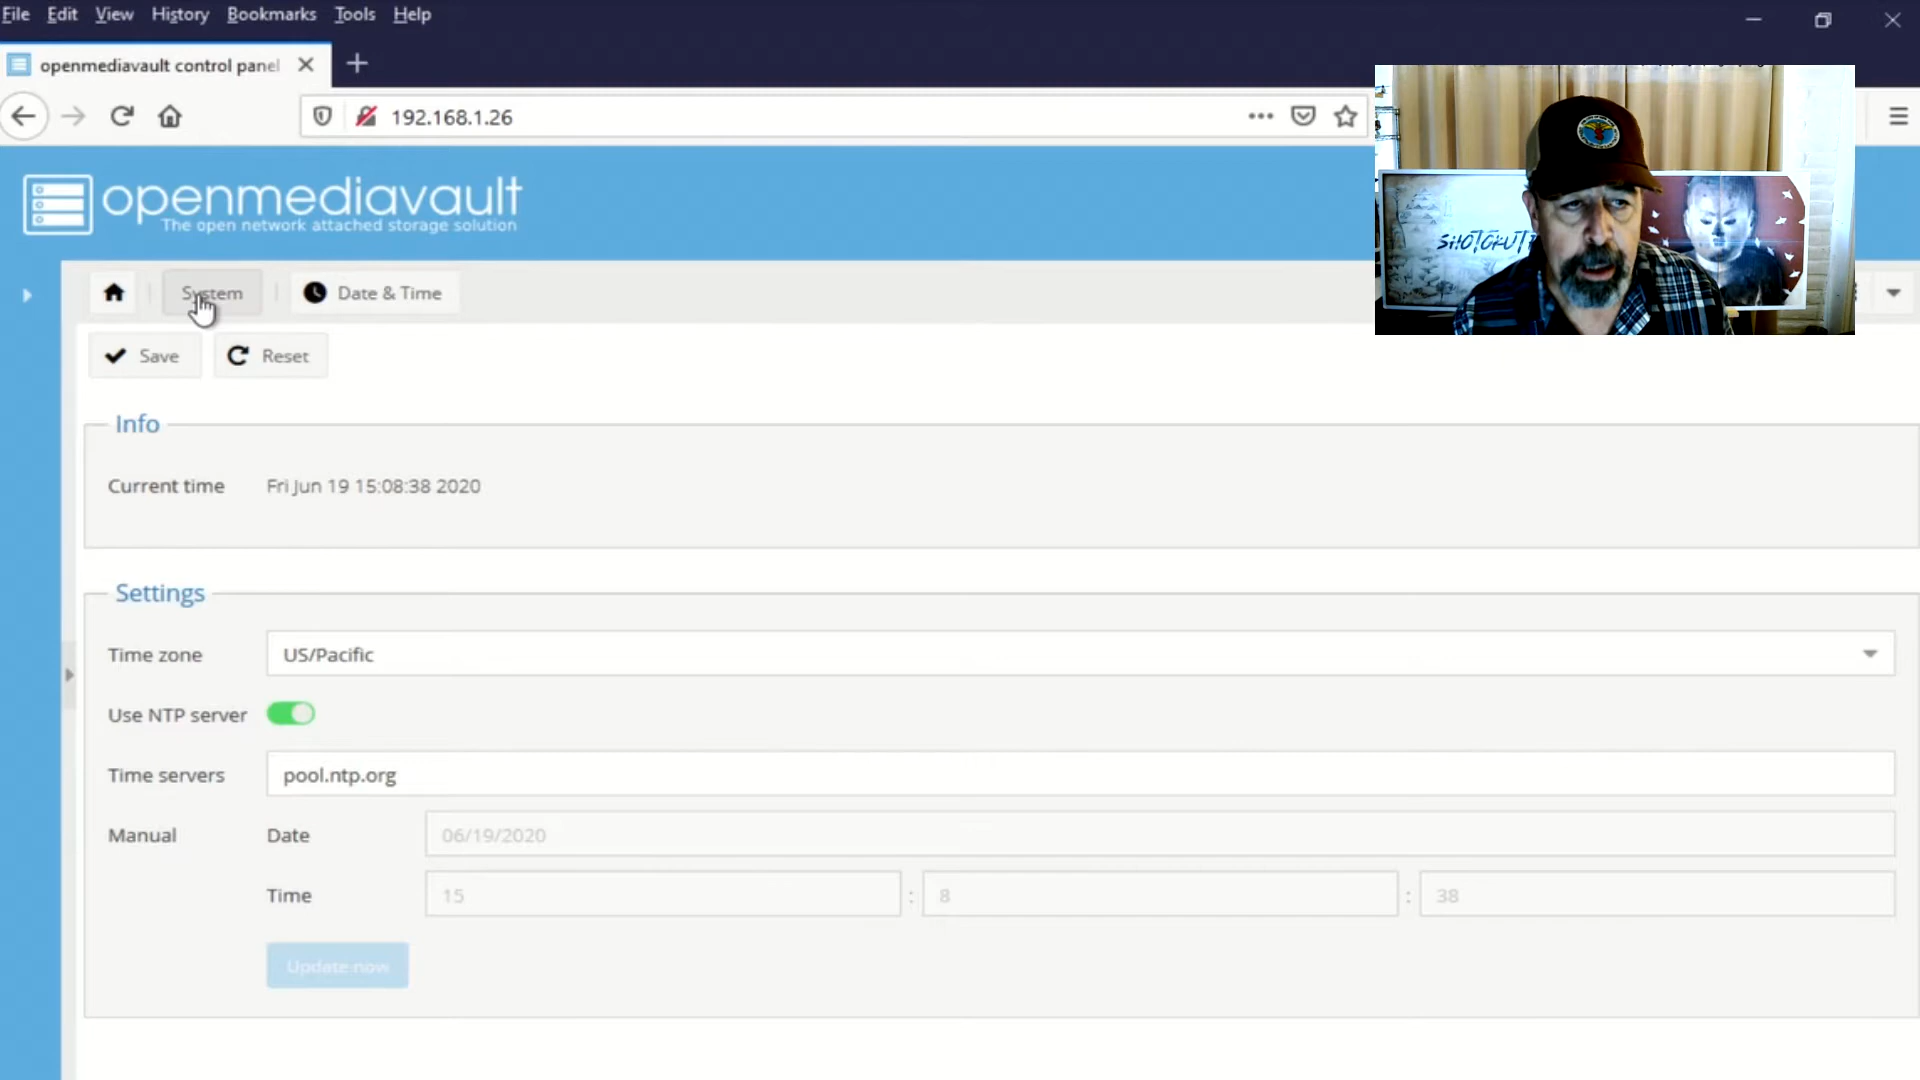 File Edit View History Bookmarks Tools Help
openmediavault control panel
192.168.1.26
openmediavault
The open network attached storage solution
System Date & Time
Save Reset
Info
Current time Fri Jun 19 15:08:38 2020
Settings
Time zone US/Pacific
Use NTP server
Time servers pool.ntp.org
Manual Date 06/19/2020
Time 15 : 8 : 38
Update now